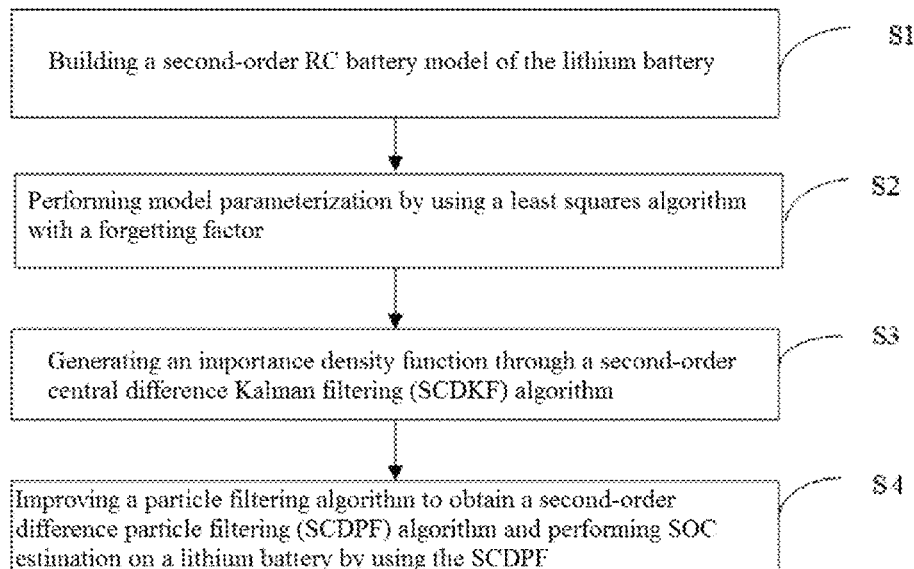 Building a second-order RC battery model of the lithium battery
S1
Performing model parameterization by using a least squares algorithm
with a forgetting factor
S2
Generating an importance density function through a second-order
central difference Kalman filtering (SCDKF) algorithm
S3
Improving a particle filtering algorithm to obtain a second-order
difference particle filtering (SCDPF) algorithm and performing SOC
estimation on a lithium battery by using the SCDPF
S4